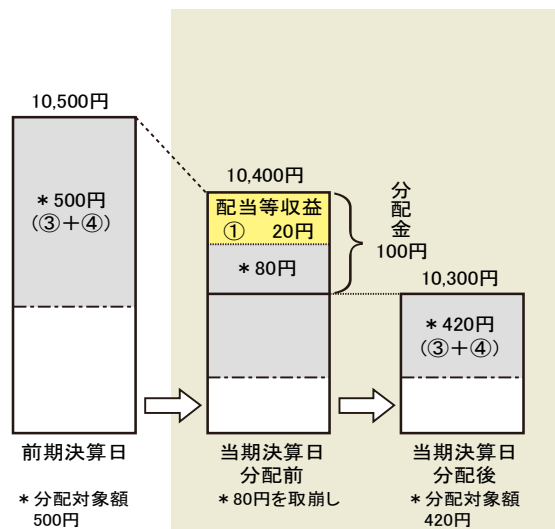 10,500円
＊500円
（③＋④）
前期決算日
＊分配対象額
500円
10,400円
配当等収益
① 20円
＊80円
分配金
100円
当期決算日
分配前
＊80円を取崩し
10,300円
＊420円
（③＋④）
当期決算日
分配後
＊分配対象額
420円